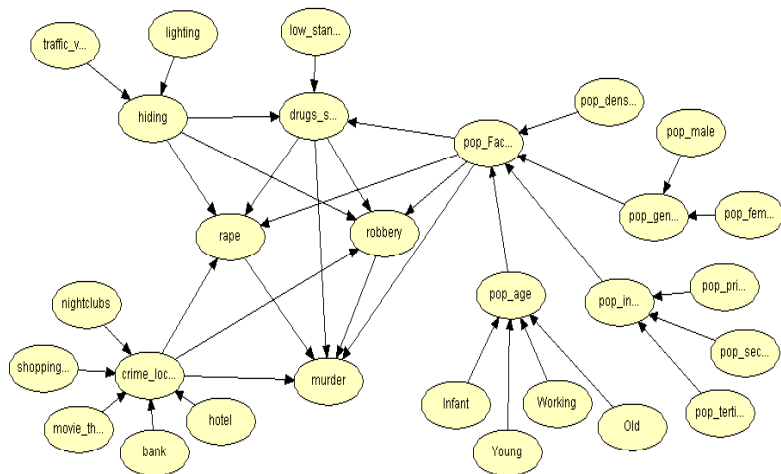 lighting
low_stan...
traffic_v...
pop_dens...
hiding
drugs_s...
pop_male
pop_Fac...
pop_gen...
pop_fem...
rape
robbery
pop_pri...
nightclubs
pop_age
pop_in...
pop_sec...
shopping...
crime_loc...
murder
Infant
Working
pop_terti...
hotel
Old
movie_th...
bank
Young